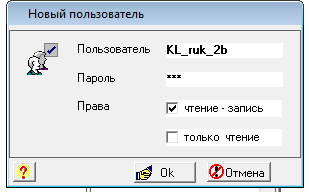 Новый пользователь
Пользователь KL_ruk_2b
Пароль ***
Права чтение - запись
только чтение
? Ok Отмена